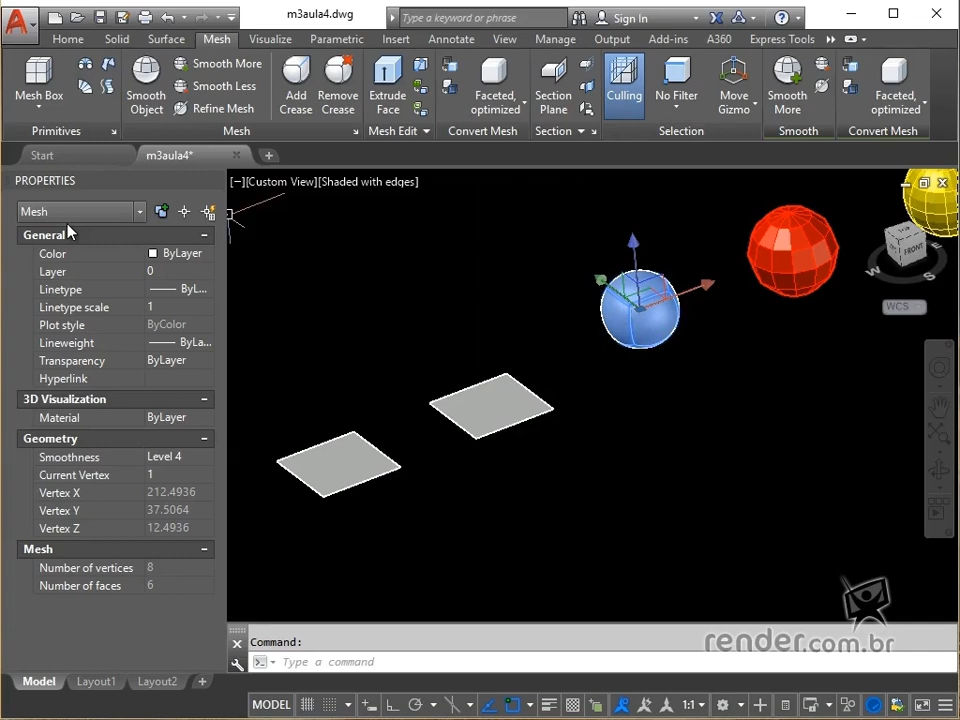 m3aula4.dwg
Type a keyword or phrase
Sign In
Home Solid Surface Mesh Visualize Parametric Insert Annotate View Manage Output Add-ins A360 Express Tools
Mesh Box
Smooth Object
Smooth More
Smooth Less
Refine Mesh
Add Crease
Remove Crease
Extrude Face
Faceted, optimized
Section Plane
Culling
No Filter
Move Gizmo
Smooth More
Faceted, optimized
Primitives Mesh Mesh Edit Convert Mesh Section Selection Smooth Convert Mesh
Start m3aula4*
PROPERTIES
[−][Custom View][Shaded with edges]
Mesh
General
Color ByLayer
Layer 0
Linetype ByL...
Linetype scale 1
Plot style ByColor
Lineweight ByLa...
Transparency ByLayer
Hyperlink
3D Visualization
Material ByLayer
Geometry
Smoothness Level 4
Current Vertex 1
Vertex X 212.4936
Vertex Y 37.5064
Vertex Z 12.4936
Mesh
Number of vertices 8
Number of faces 6
FRONT
W S E
WCS
Command:
Type a command
render.com.br
Model Layout1 Layout2
MODEL 1:1